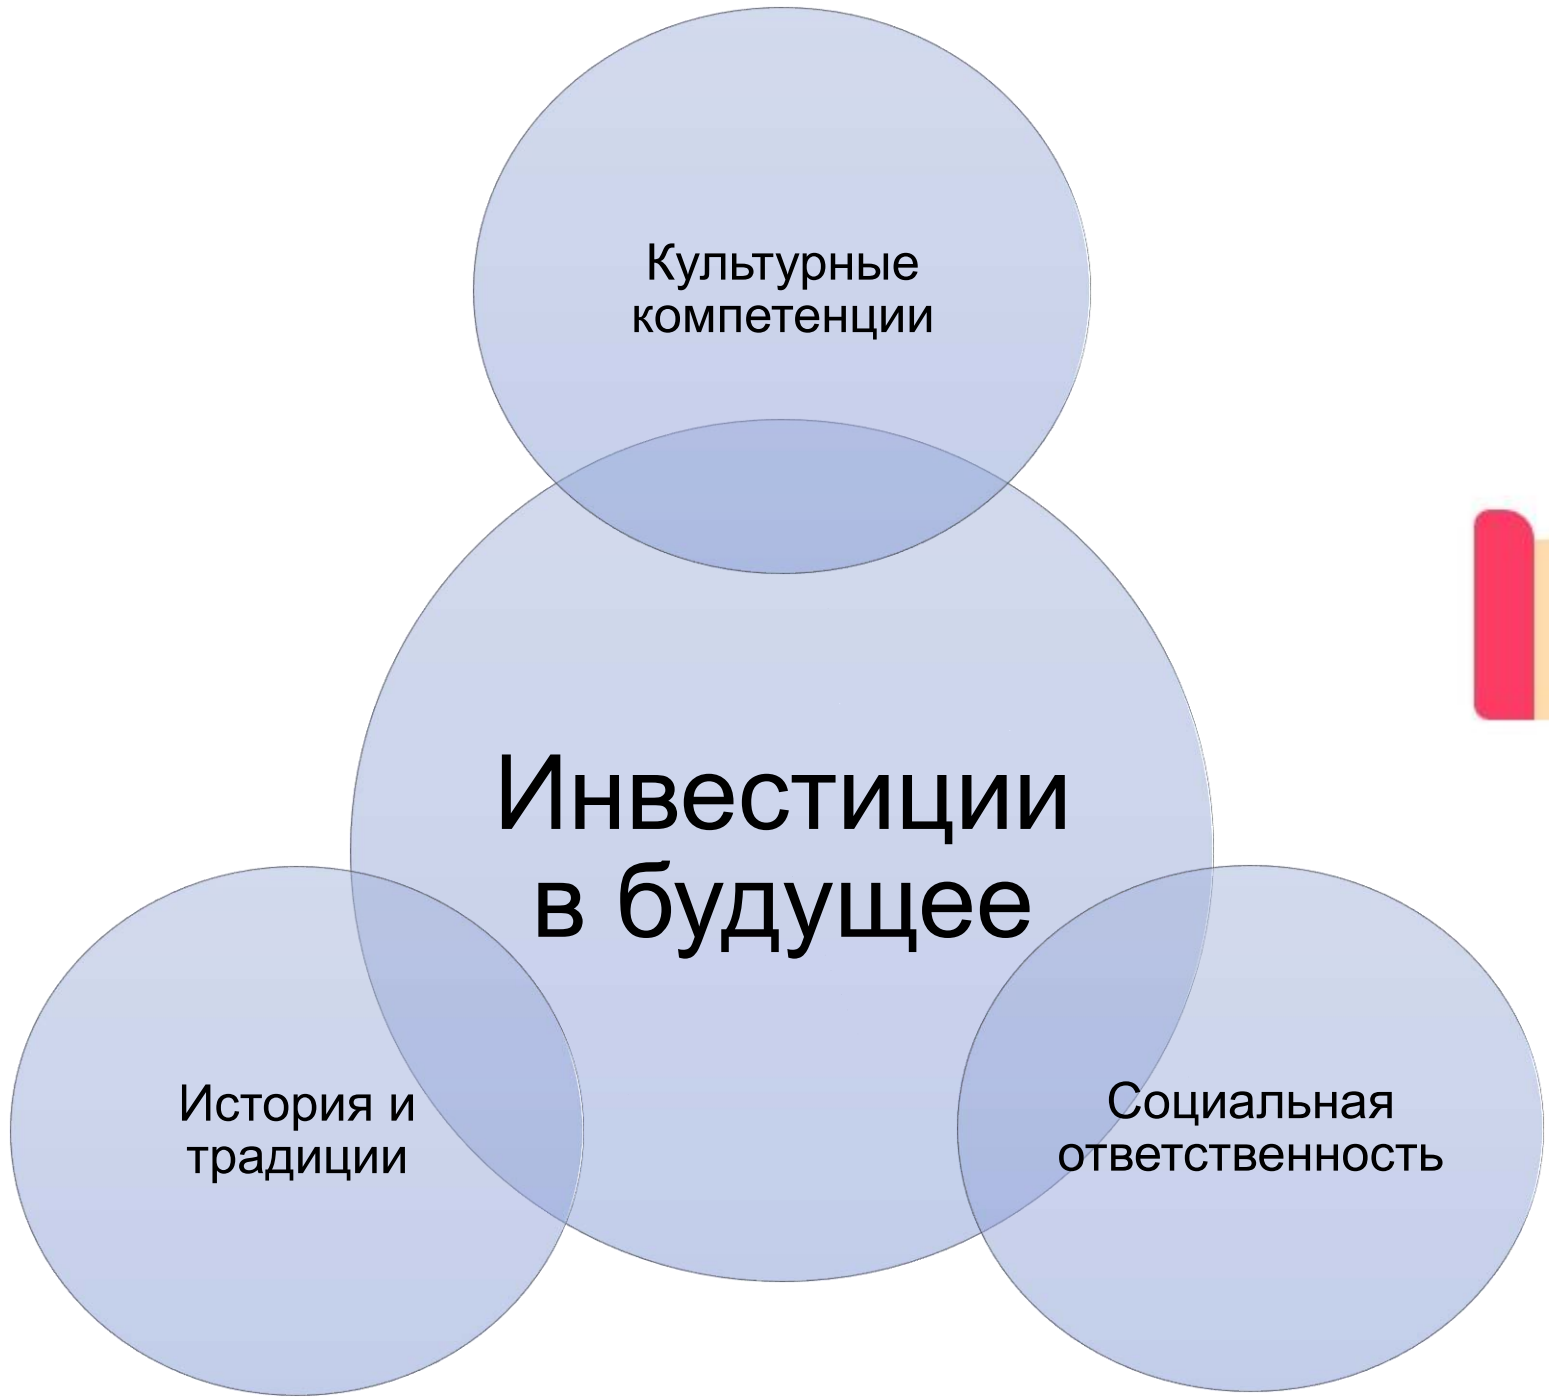 Культурные
компетенции
Инвестиции
в будущее
История и
традиции
Социальная
ответственность